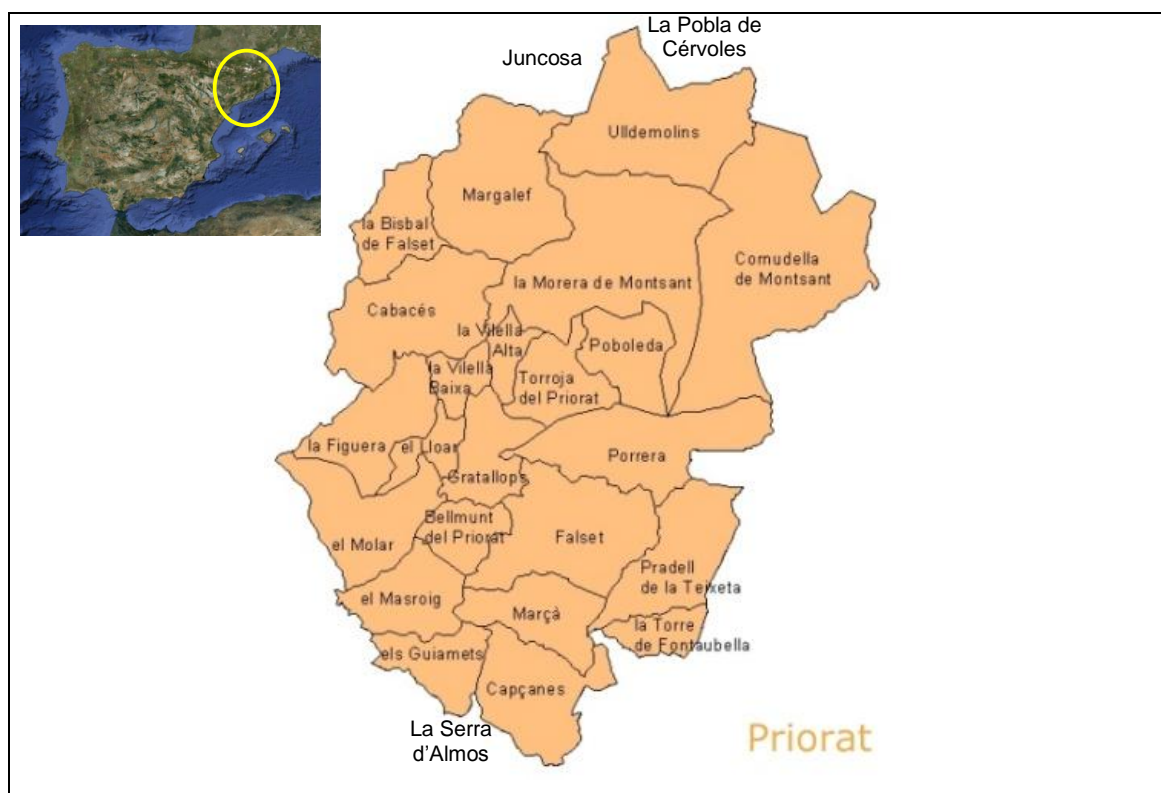 La Pobla de
Cérvoles
Juncosa
Ulldemolins
Margalef
la Bisbal
de Falset
Cornudella
de Montsant
la Morera de Montsant
Cabacés
la Vilella
Alta
Poboleda
la Vilella
Baixa
Torroja
del Priorat
la Figuera
el Lloar
Porrera
Gratallops
Bellmunt
del Priorat
Falset
el Molar
Pradell
de la Teixeta
el Masroig
Marçà
la Torre
de Fontaubella
els Guiamets
Capçanes
La Serra
d’Almos
Priorat